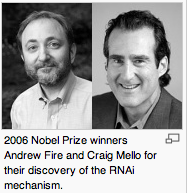 2006 Nobel Prize winners
Andrew Fire and Craig Mello for
their discovery of the RNAi
mechanism.